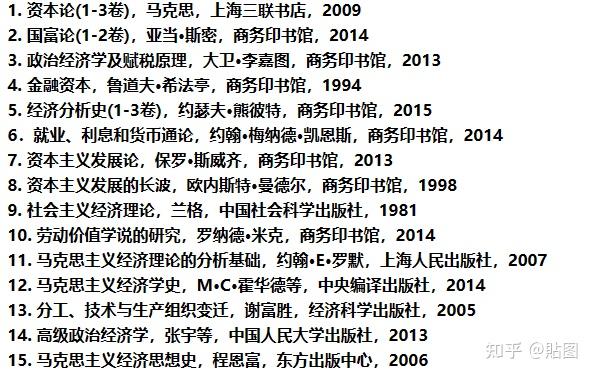 1. 资本论(1-3卷)，马克思，上海三联书店，2009
2. 国富论(1-2卷)，亚当•斯密，商务印书馆，2014
3. 政治经济学及赋税原理，大卫•李嘉图，商务印书馆，2013
4. 金融资本，鲁道夫•希法亭，商务印书馆，1994
5. 经济分析史(1-3卷)，约瑟夫•熊彼特，商务印书馆，2015
6．就业、利息和货币通论，约翰•梅纳德•凯恩斯，商务印书馆，2014
7. 资本主义发展论，保罗•斯威齐，商务印书馆，2013
8. 资本主义发展的长波，欧内斯特•曼德尔，商务印书馆，1998
9. 社会主义经济理论，兰格，中国社会科学出版社，1981
10. 劳动价值学说的研究，罗纳德•米克，商务印书馆，2014
11. 马克思主义经济理论的分析基础，约翰•E•罗默，上海人民出版社，2007
12. 马克思主义经济学史，M•C•霍华德等，中央编译出版社，2014
13. 分工、技术与生产组织变迁，谢富胜，经济科学出版社，2005
14. 高级政治经济学，张宇等，中国人民大学出版社，2013
15. 马克思主义经济思想史，程恩富，东方出版中心，2006
知乎 @贴图